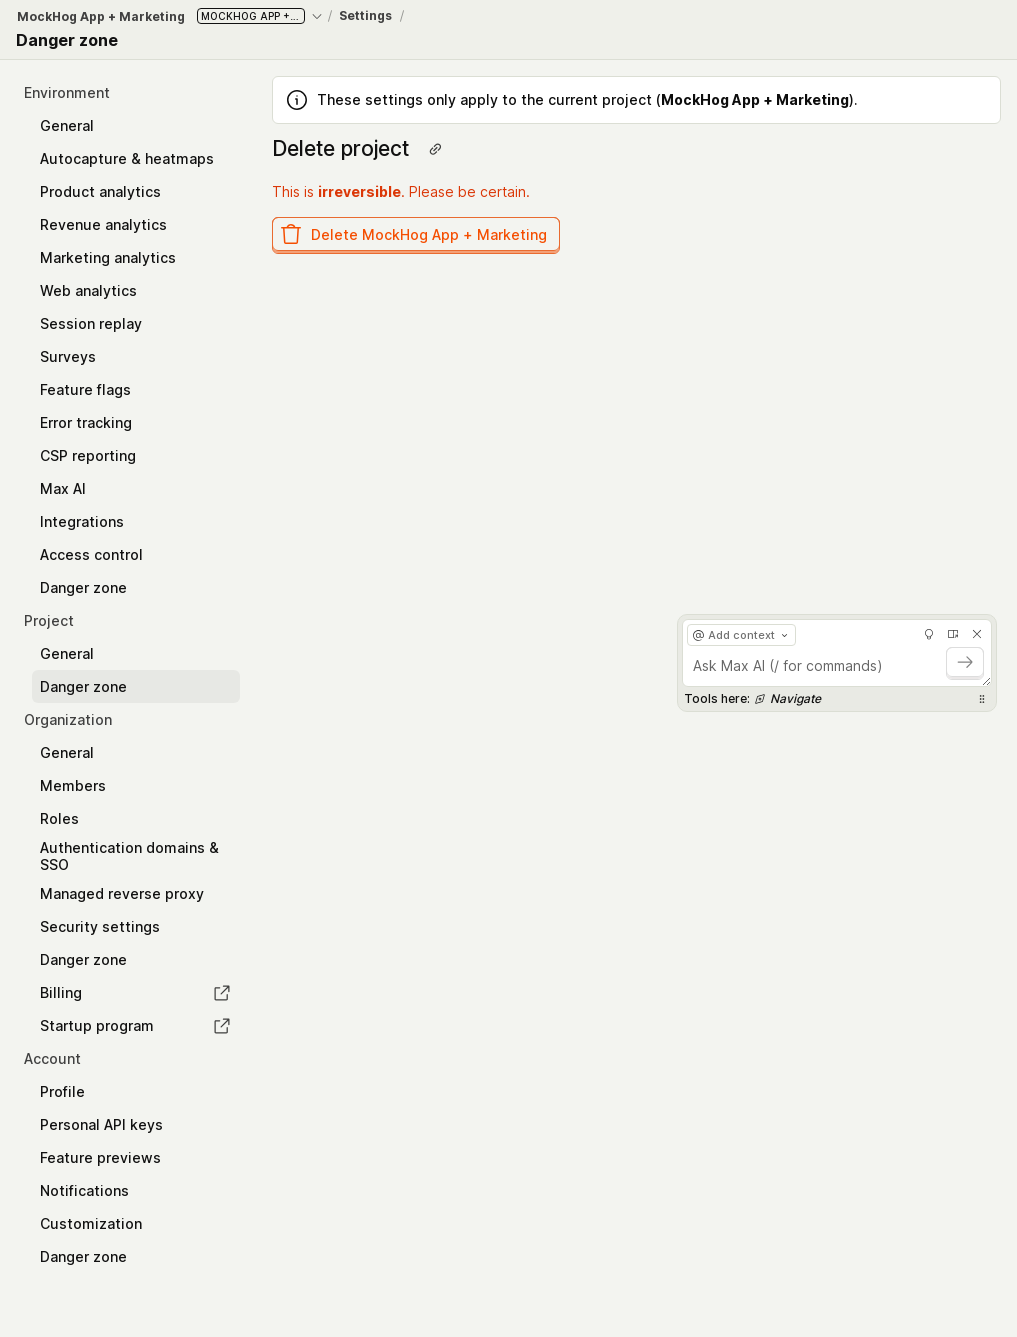 MockHog App + Marketing MOCKHOG APP +... / Settings /
Danger zone
Environment
General
Autocapture & heatmaps
Product analytics
Revenue analytics
Marketing analytics
Web analytics
Session replay
Surveys
Feature flags
Error tracking
CSP reporting
Max AI
Integrations
Access control
Danger zone
Project
General
Danger zone
Organization
General
Members
Roles
Authentication domains &
SSO
Managed reverse proxy
Security settings
Danger zone
Billing
Startup program
Account
Profile
Personal API keys
Feature previews
Notifications
Customization
Danger zone
These settings only apply to the current project (MockHog App + Marketing).
Delete project
This is irreversible. Please be certain.
Delete MockHog App + Marketing
@ Add context
Ask Max AI (/ for commands)
Tools here: Navigate